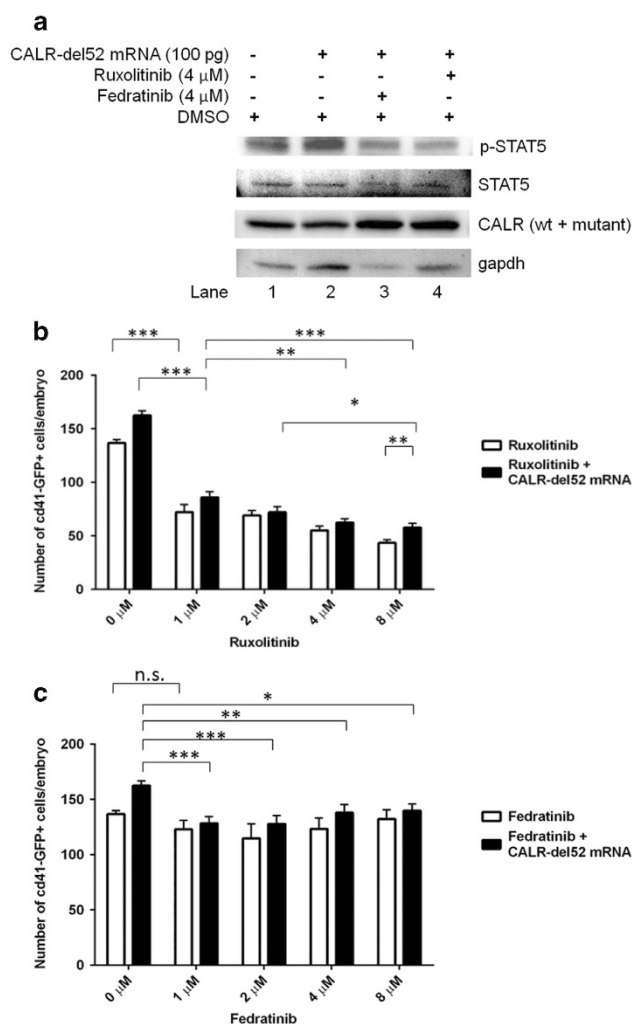 a
CALR-del52 mRNA (100 pg) - + + +
Ruxolitinib (4 μM) - - - +
Fedratinib (4 μM) - - + -
DMSO + + + +
p-STAT5
STAT5
CALR (wt + mutant)
gapdh
Lane 1 2 3 4
b
*** ***
**
***
*
**
200
150
100
50
0
Number of cd41-GFP+ cells/embryo
0 μM 1 μM 2 μM 4 μM 8 μM
Ruxolitinib
Ruxolitinib
Ruxolitinib +
CALR-del52 mRNA
c
n.s.
*
**
***
***
200
150
100
50
0
Number of cd41-GFP+ cells/embryo
0 μM 1 μM 2 μM 4 μM 8 μM
Fedratinib
Fedratinib
Fedratinib +
CALR-del52 mRNA